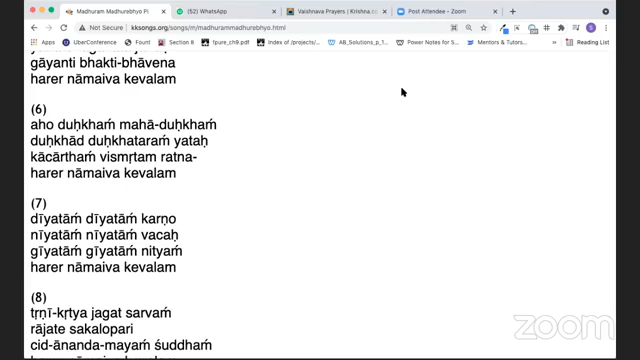 Madhuram Madhurebhyo Pi
(52) WhatsApp
Vaishnava Prayers | Krishna.co
Post Attendee - Zoom
Not Secure
kksongs.org/songs/m/madhurammadhurebhyo.html
Apps
Bookmarks
UberConference
Found
Section 8
fpure_ch9.pdf
Index of /projects/...
AB_Solutions_p_1...
Power Notes for S...
Mentors & Tutors...
Reading List
gāyanti bhakti-bhāvena
harer nāmaiva kevalam
(6)
aho duḥkhaṁ mahā-duḥkhaṁ
duḥkhād duḥkhataraṁ yataḥ
kācārthaṁ vismṛtam ratna-
harer nāmaiva kevalam
(7)
dīyatāṁ dīyatāṁ karṇo
nīyatāṁ nīyatāṁ vacaḥ
gīyatāṁ gīyatāṁ nityaṁ
harer nāmaiva kevalam
(8)
tṛṇī-kṛtya jagat sarvaṁ
rājate sakalopari
cid-ānanda-mayaṁ śuddhaṁ
zoom